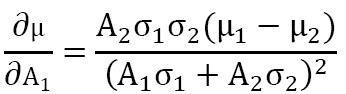 ∂μ/∂A₁ = A₂σ₁σ₂(μ₁ − μ₂)/(A₁σ₁ + A₂σ₂)²